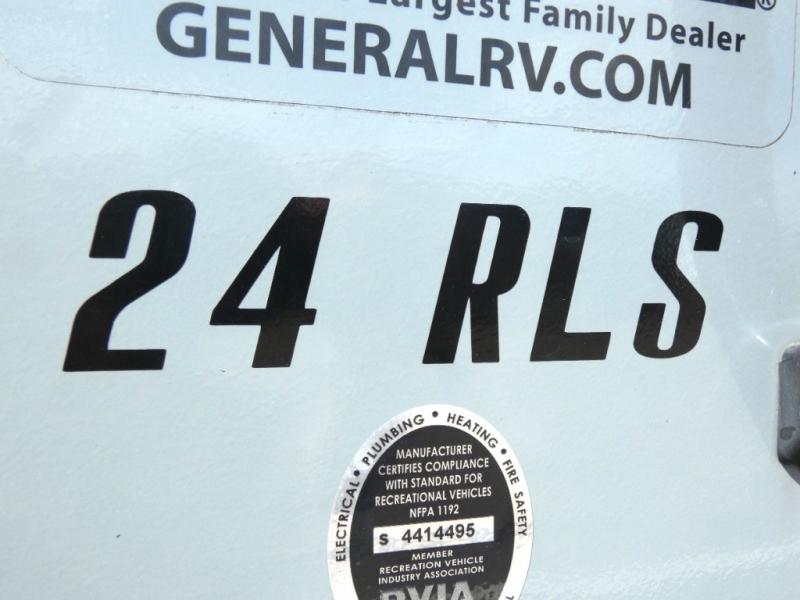 Largest Family Dealer
GENERALRV.COM
24 RLS
ELECTRICAL • PLUMBING • HEATING • FIRE SAFETY
MANUFACTURER
CERTIFIES COMPLIANCE
WITH STANDARD FOR
RECREATIONAL VEHICLES
NFPA 1192
S 4414495
MEMBER
RECREATION VEHICLE
INDUSTRY ASSOCIATION
RVIA